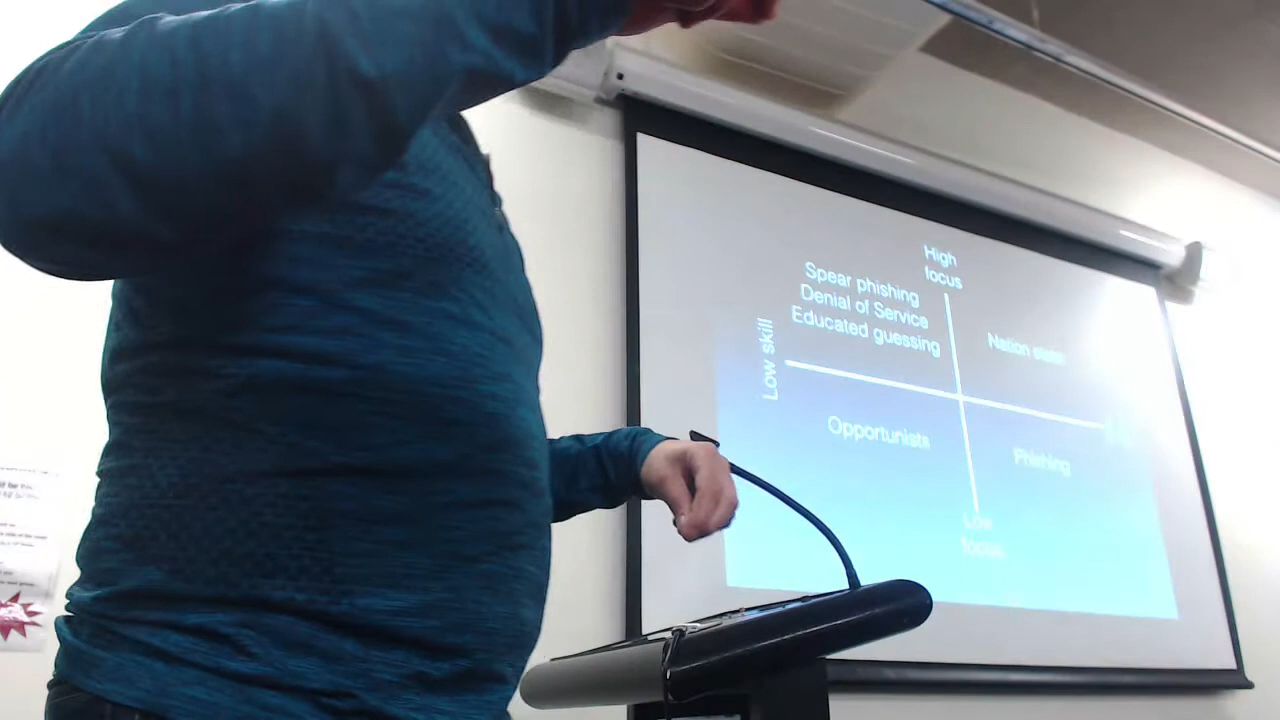 High
focus
Spear phishing
Denial of Service
Educated guessing
Low skill
Nation state
Opportunists
Phishing
Low
focus